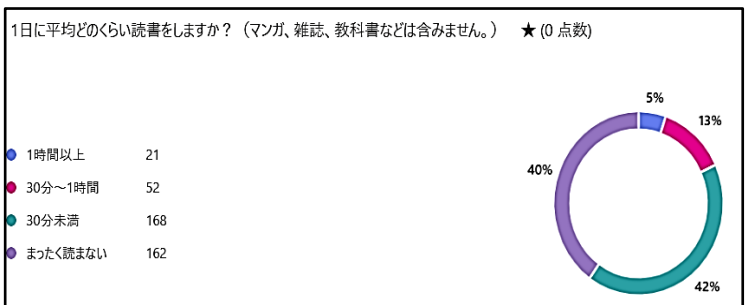 1日に平均どのくらい読書をしますか？（マンガ、雑誌、教科書などは含みません。） ★ (0 点数)
1時間以上 21
30分～1時間 52
30分未満 168
まったく読まない 162
5%
13%
40%
42%